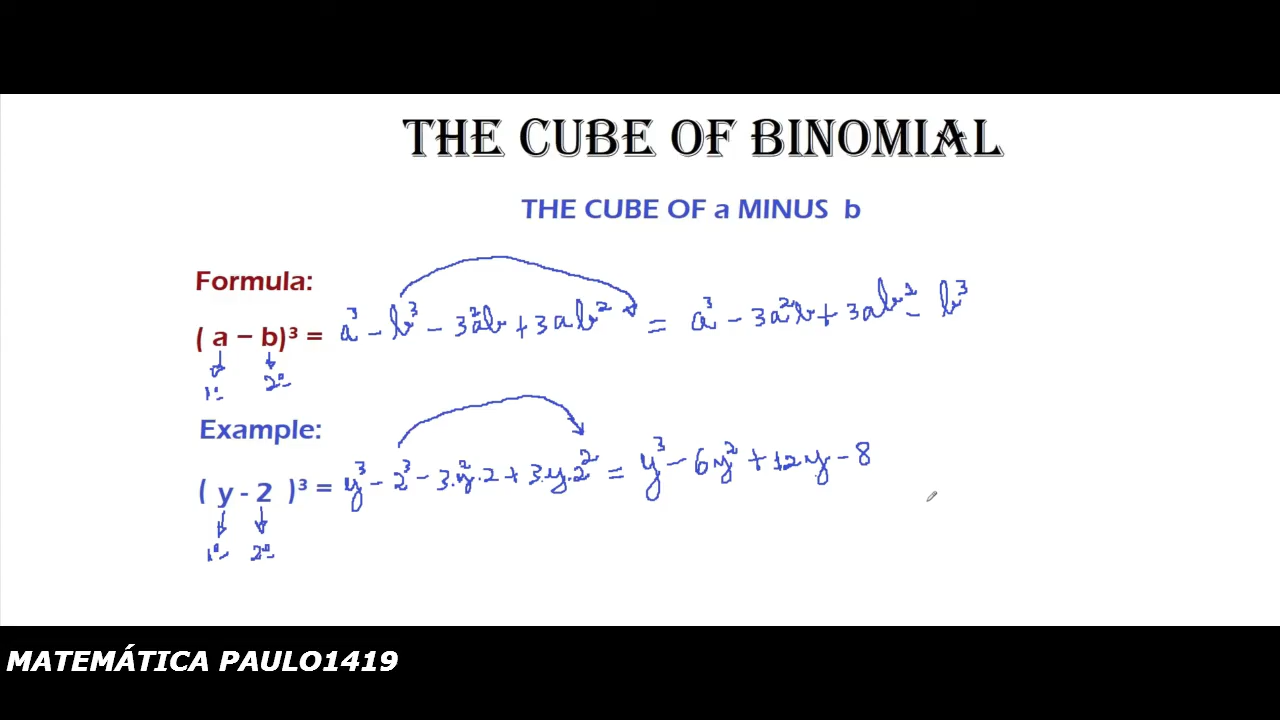 THE CUBE OF BINOMIAL
THE CUBE OF a MINUS b
Formula:
( a – b)³ = a³ - b³ - 3a²b + 3ab² = a³ - 3a²b + 3ab² - b³
1º 2º
Example:
( y - 2 )³ = y³ - 2³ - 3.y².2 + 3.y.2² = y³ - 6y² + 12y - 8
1º 2º
MATEMÁTICA PAULO1419